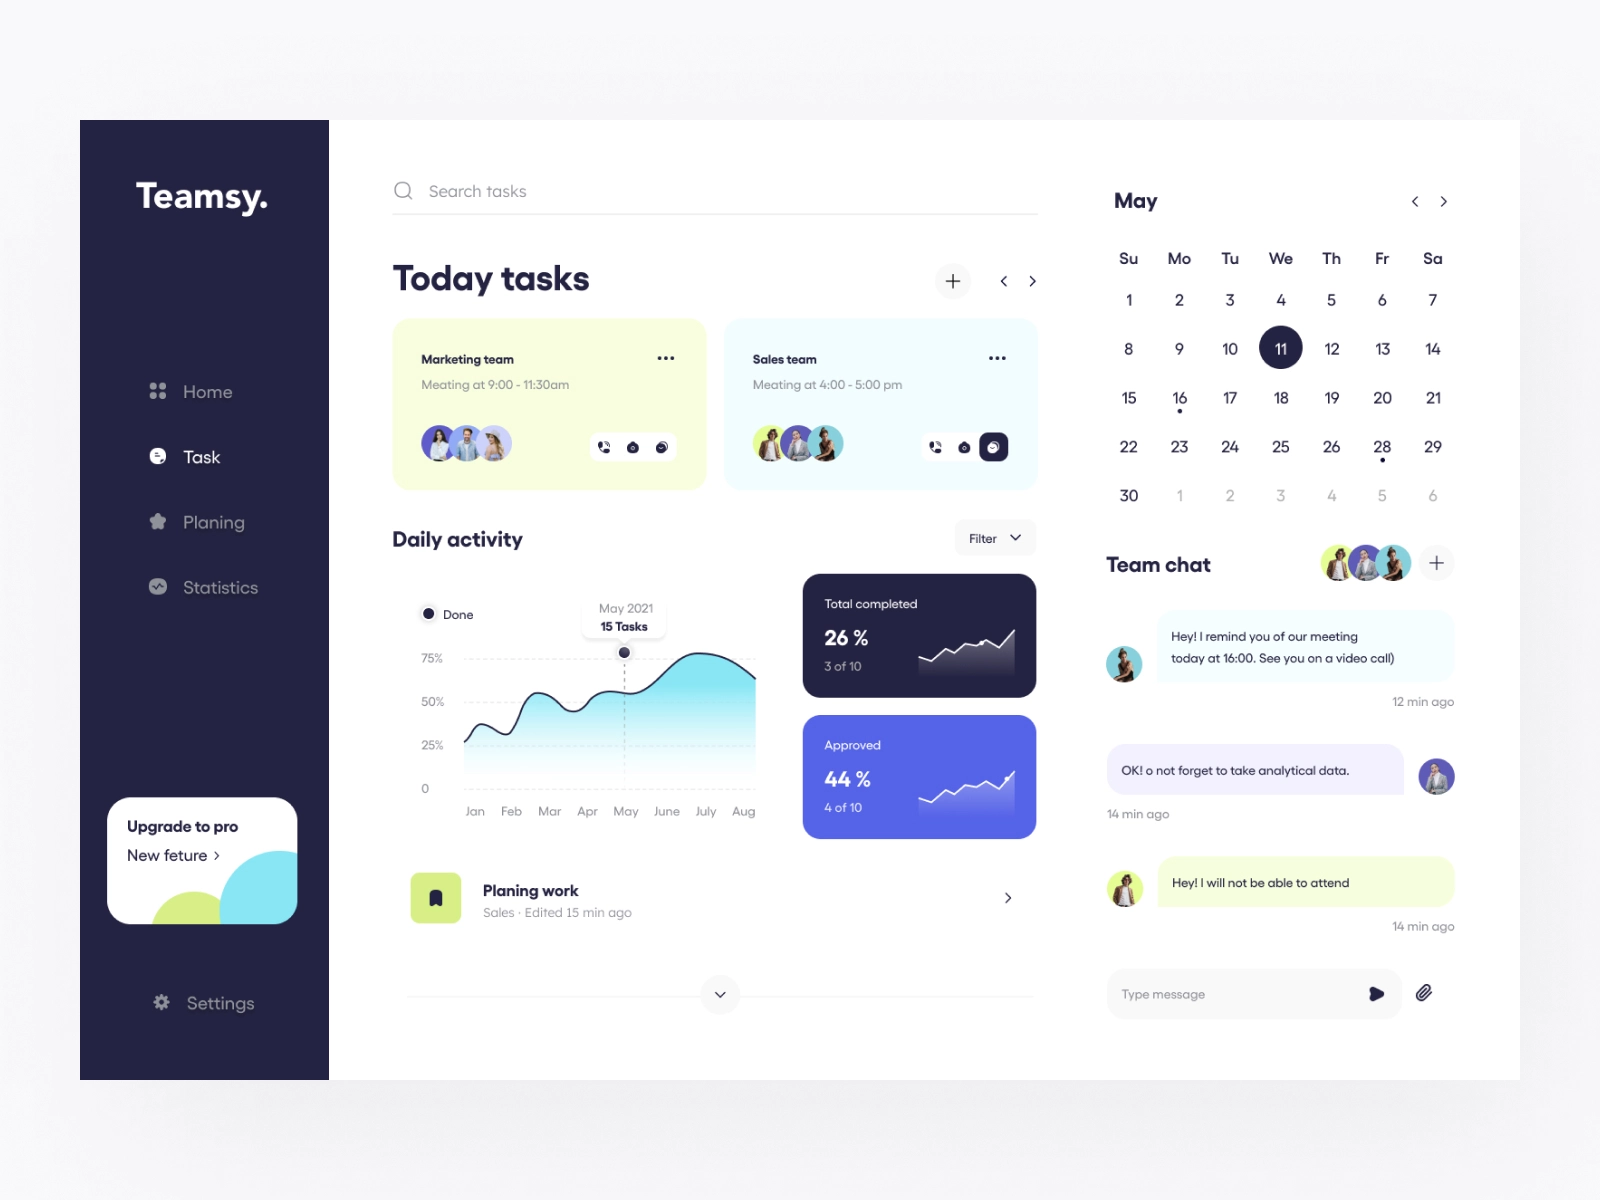 Teamsy.
Home
Task
Planing
Statistics
Upgrade to pro
New feture >
Settings
Search tasks
Today tasks
Marketing team
Meating at 9:00 - 11:30am
Sales team
Meating at 4:00 - 5:00 pm
Daily activity
Filter
Done
May 2021
15 Tasks
75%
50%
25%
0
Jan Feb Mar Apr May June July Aug
Total completed
26 %
3 of 10
Approved
44 %
4 of 10
Planing work
Sales · Edited 15 min ago
May
Su Mo Tu We Th Fr Sa
1 2 3 4 5 6 7
8 9 10 11 12 13 14
15 16 17 18 19 20 21
22 23 24 25 26 28 29
30 1 2 3 4 5 6
Team chat
Hey! I remind you of our meeting
today at 16:00. See you on a video call)
12 min ago
OK! o not forget to take analytical data.
14 min ago
Hey! I will not be able to attend
14 min ago
Type message